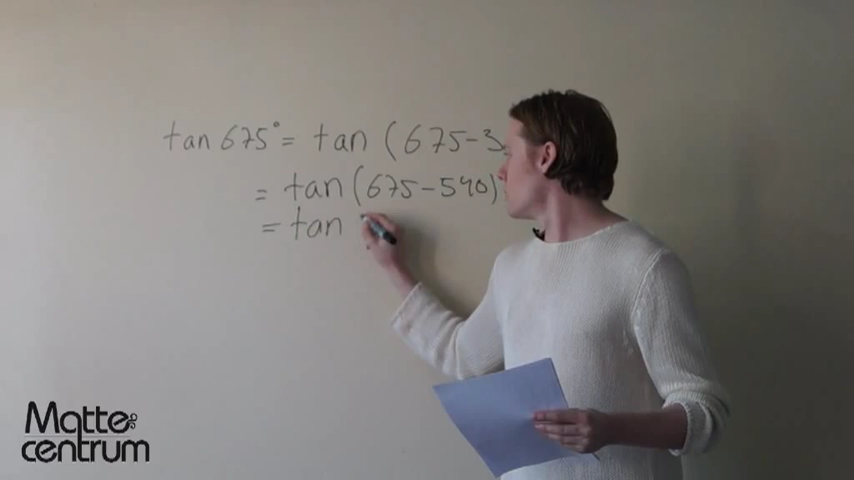 tan 675° = tan (675-3
= tan (675-540)
= tan
Matte
centrum